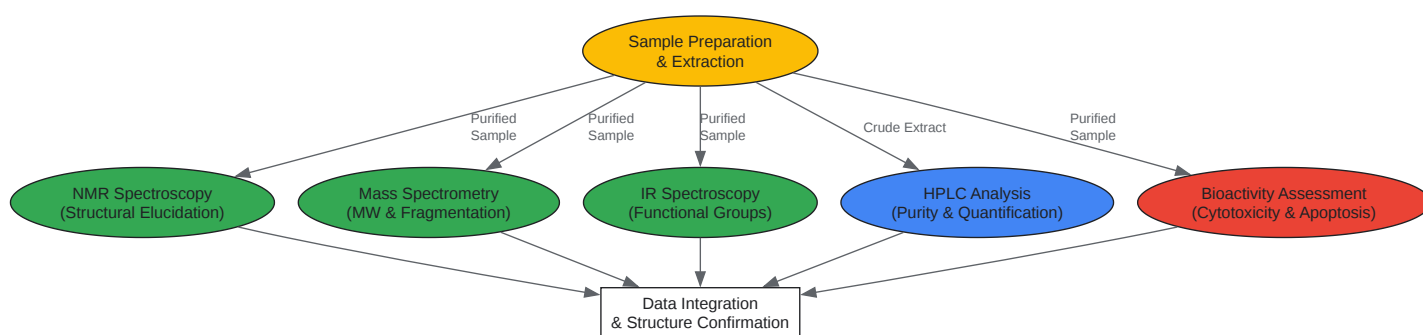 Sample Preparation
& Extraction
Purified
Sample
Purified
Sample
Purified
Sample
Crude Extract
Purified
Sample
NMR Spectroscopy
(Structural Elucidation)
Mass Spectrometry
(MW & Fragmentation)
IR Spectroscopy
(Functional Groups)
HPLC Analysis
(Purity & Quantification)
Bioactivity Assessment
(Cytotoxicity & Apoptosis)
Data Integration
& Structure Confirmation